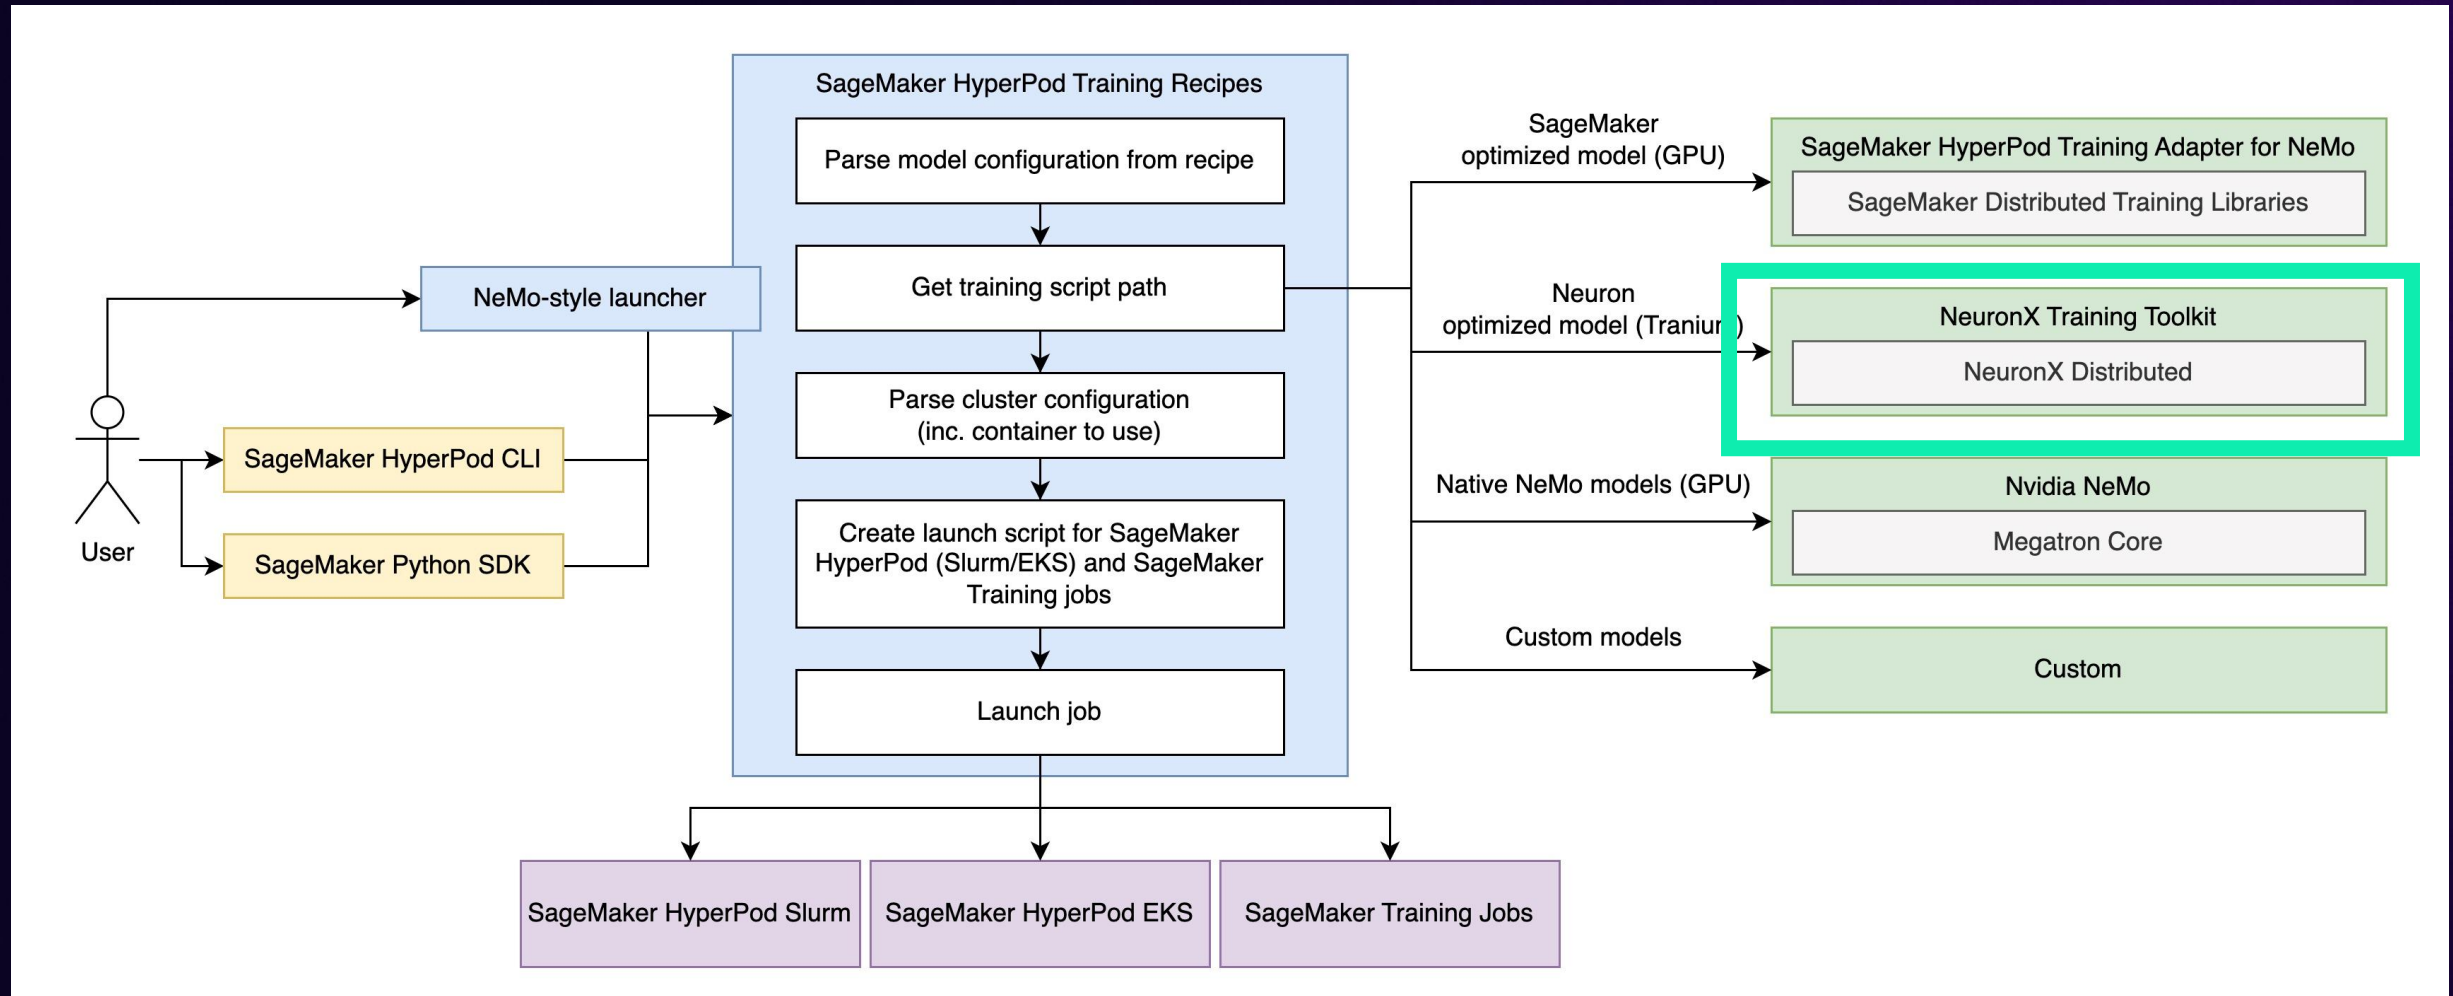 SageMaker HyperPod Training Recipes
Parse model configuration from recipe
Get training script path
Parse cluster configuration
(inc. container to use)
Create launch script for SageMaker
HyperPod (Slurm/EKS) and SageMaker
Training jobs
Launch job
NeMo-style launcher
SageMaker HyperPod CLI
SageMaker Python SDK
User
SageMaker
optimized model (GPU)
SageMaker HyperPod Training Adapter for NeMo
SageMaker Distributed Training Libraries
Neuron
optimized model (Tranium)
NeuronX Training Toolkit
NeuronX Distributed
Native NeMo models (GPU)
Nvidia NeMo
Megatron Core
Custom models
Custom
SageMaker HyperPod Slurm
SageMaker HyperPod EKS
SageMaker Training Jobs